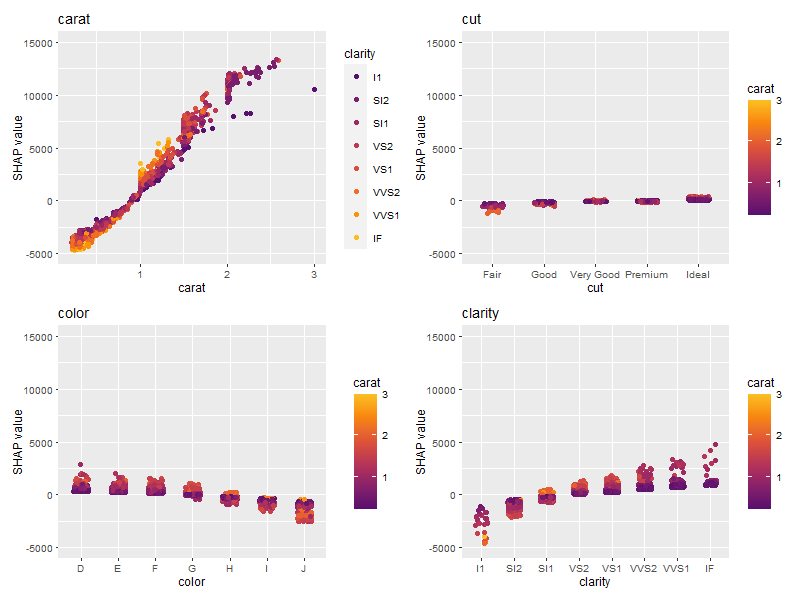 carat
15000
10000
5000
0
-5000
SHAP value
1
2
3
carat
clarity
I1
SI2
SI1
VS2
VS1
VVS2
VVS1
IF
cut
15000
10000
5000
0
-5000
SHAP value
Fair Good Very Good Premium Ideal
cut
carat
3
2
1
color
15000
10000
5000
0
-5000
SHAP value
D E F G H I J
color
carat
3
2
1
clarity
15000
10000
5000
0
-5000
SHAP value
I1 SI2 SI1 VS2 VS1 VVS2 VVS1 IF
clarity
carat
3
2
1